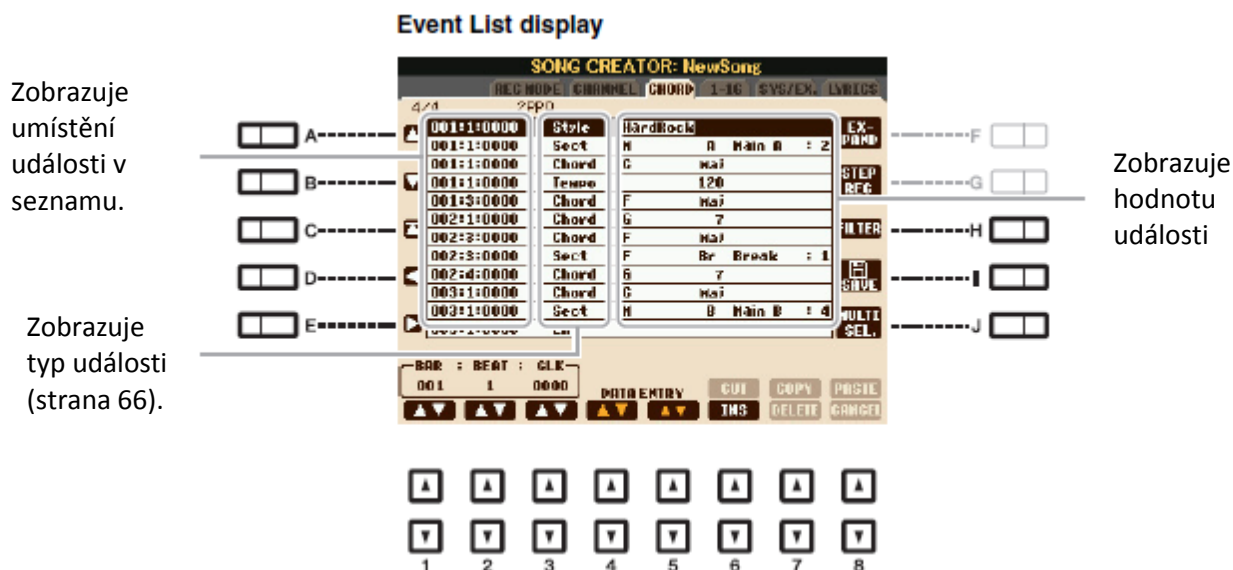 Event List display
Zobrazuje
umístění
události v
seznamu.
Zobrazuje
typ události
(strana 66).
SONG CREATOR: NewSong
REC MODE CHANNEL CHORD 1-16 SYS/EX. LYRICS
4/4 2PPQ
001:1:0000 Style HardRock
001:1:0000 Sect M A Main A : 2
001:1:0000 Chord C Maj
001:1:0000 Tempo 120
001:3:0000 Chord F Maj
002:1:0000 Chord G 7
002:3:0000 Chord F Maj
002:3:0000 Sect F Br Break : 1
002:4:0000 Chord G 7
003:1:0000 Chord C Maj
003:1:0000 Sect M B Main B : 4
A
B
C
D
E
EX-
PAND
STEP
REC
FILTER
SAVE
MULTI
SEL.
F
G
H
I
J
Zobrazuje
hodnotu
události
BAR : BEAT : CLK
001 1 0000
DATA ENTRY
CUT COPY PASTE
INS DELETE CANCEL
1 2 3 4 5 6 7 8